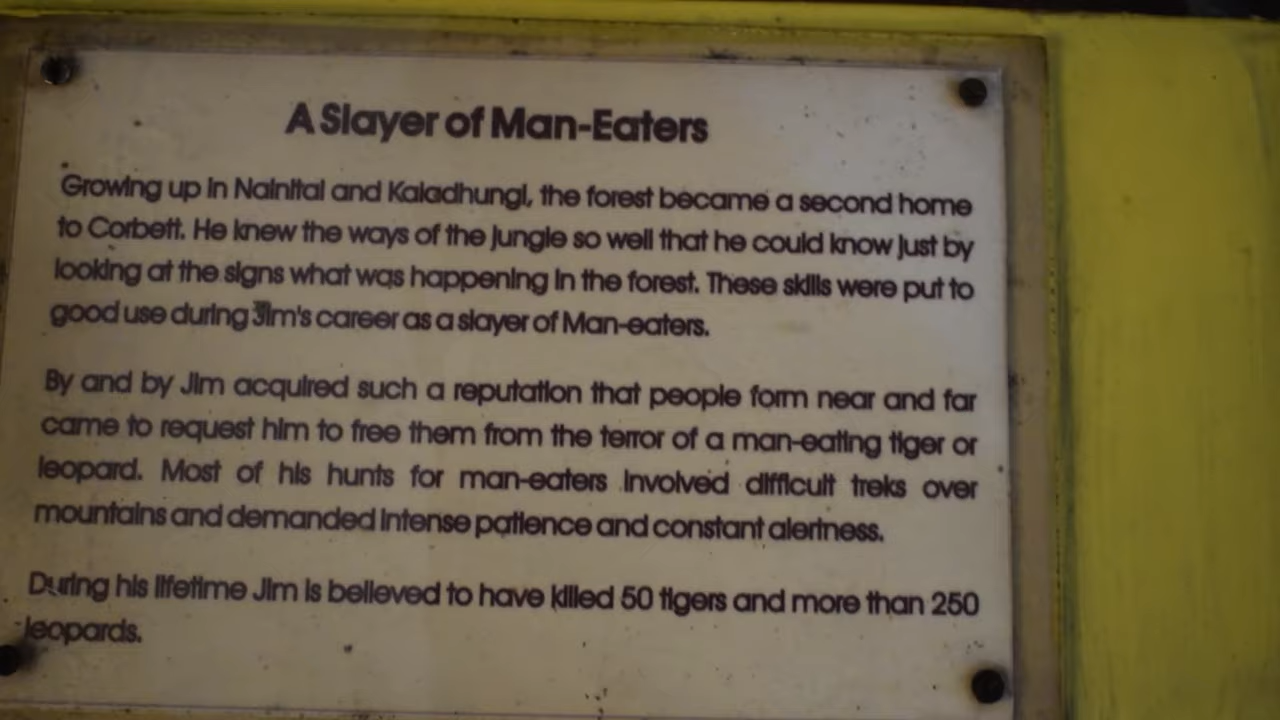 A Slayer of Man-Eaters
Growing up in Nainital and Kaladhungi, the forest became a second home
to Corbett. He knew the ways of the jungle so well that he could know just by
looking at the signs what was happening in the forest. These skills were put to
good use during Jim's career as a slayer of Man-eaters.
By and by Jim acquired such a reputation that people form near and far
came to request him to free them from the terror of a man-eating tiger or
leopard. Most of his hunts for man-eaters involved difficult treks over
mountains and demanded intense patience and constant alertness.
During his lifetime Jim is believed to have killed 50 tigers and more than 250
leopards.